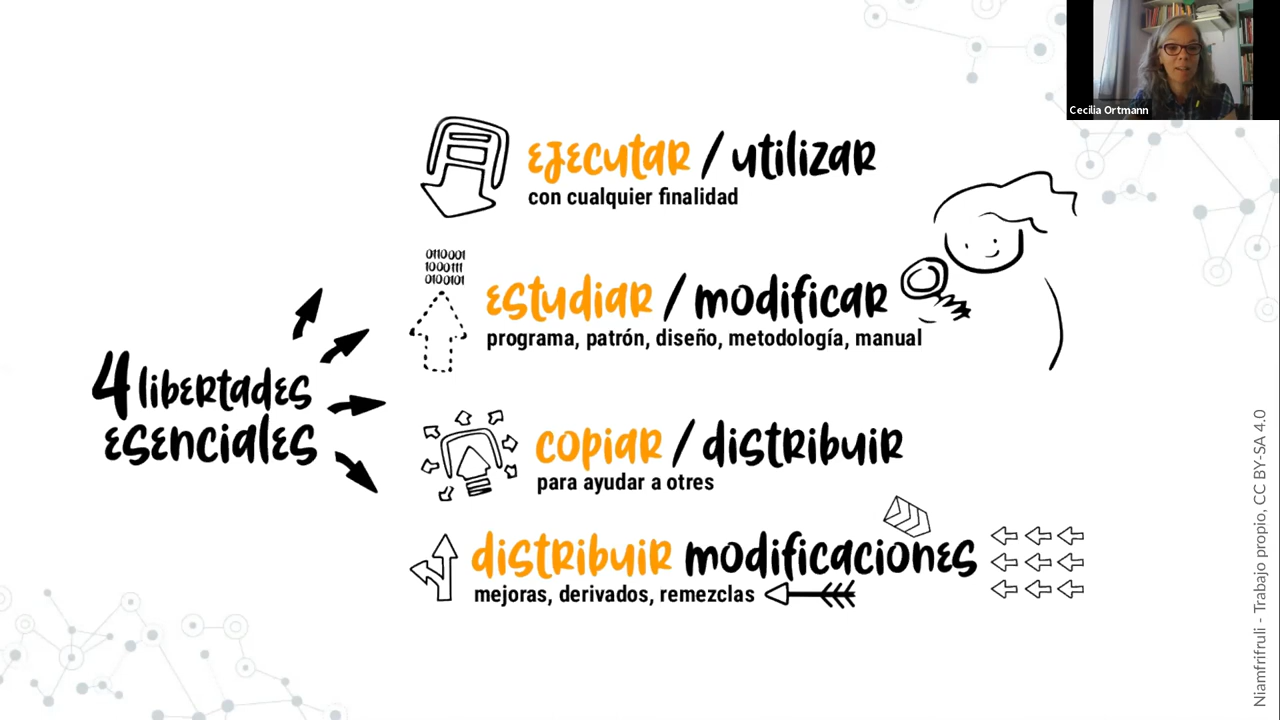 Cecilia Ortmann
ejecutar / utilizar
con cualquier finalidad
0110001
1000111
0100101
estudiar / modificar
programa, patrón, diseño, metodología, manual
4 libertades
esenciales
copiar / distribuir
para ayudar a otres
distribuir modificaciones
mejoras, derivados, remezclas
Niamfrifruli - Trabajo propio, CC BY-SA 4.0